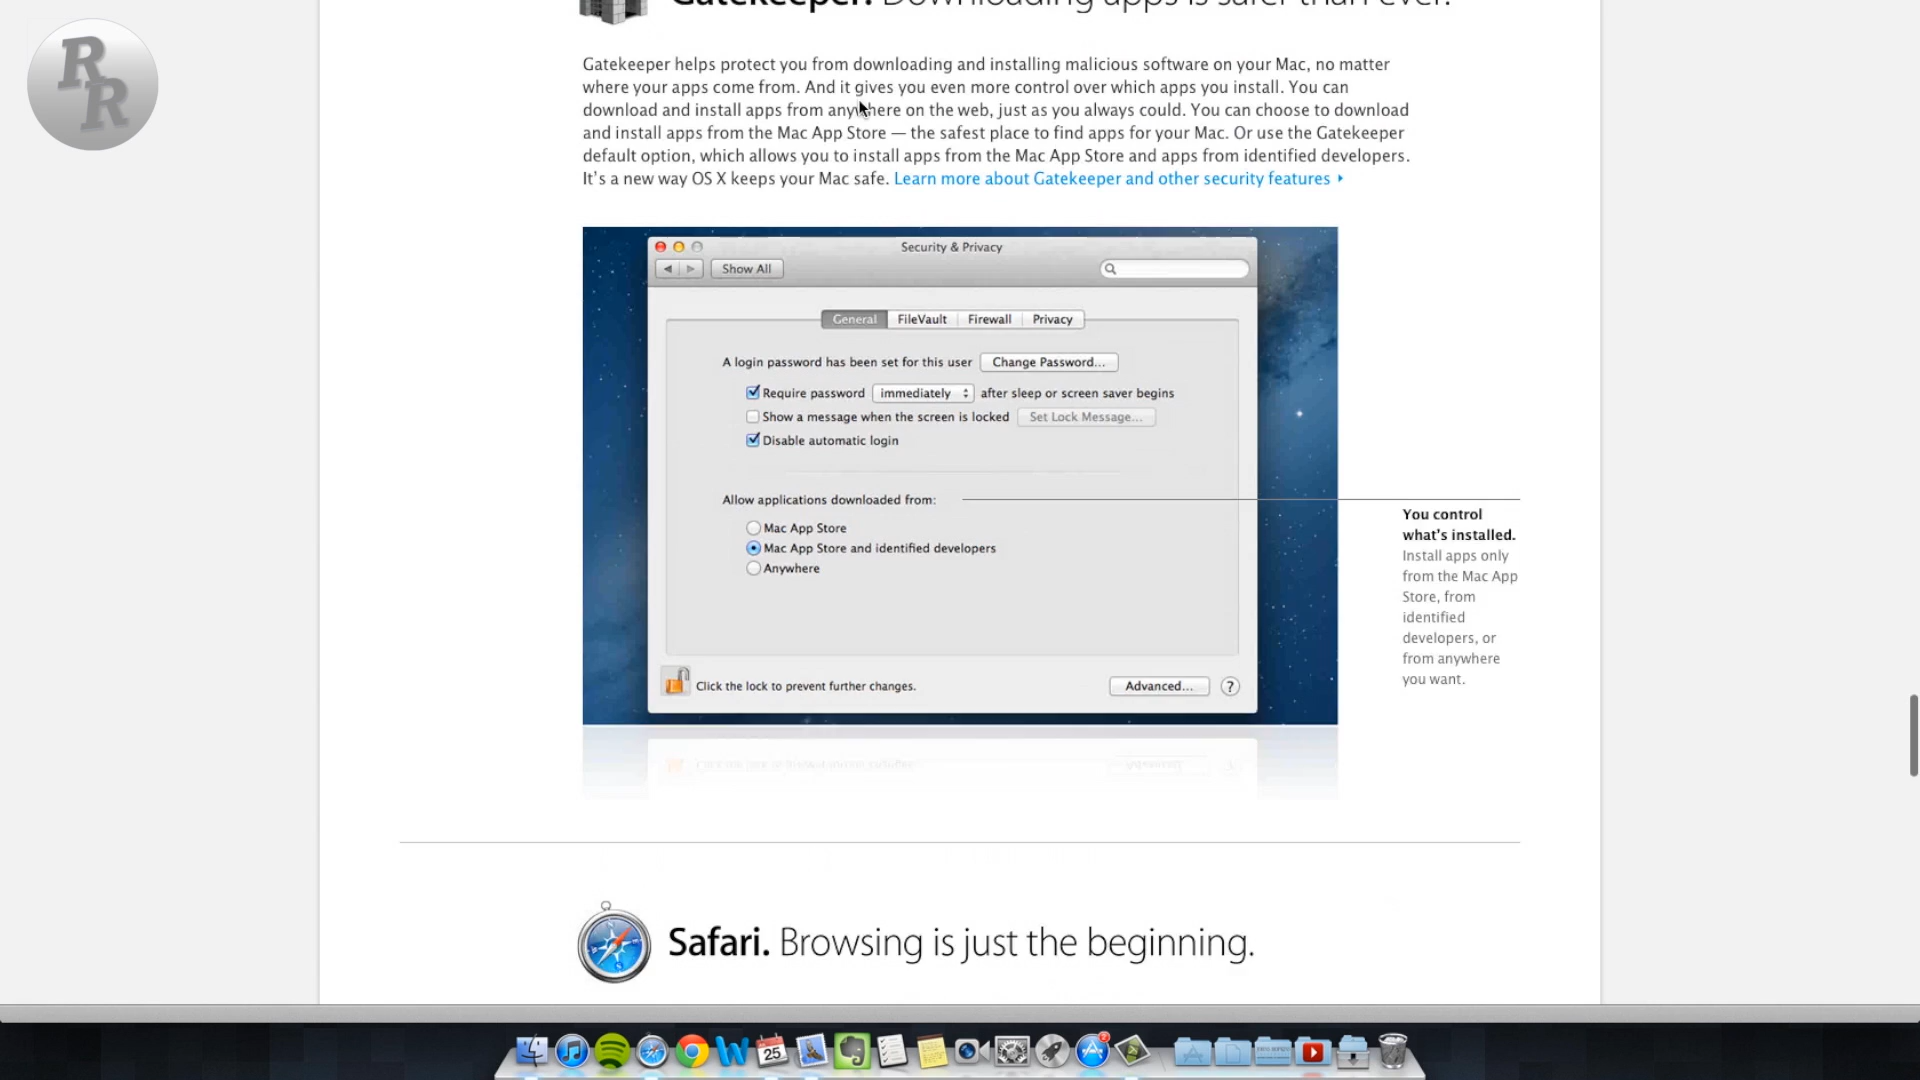 Gatekeeper. Downloading apps is safer than ever.
R
R
Gatekeeper helps protect you from downloading and installing malicious software on your Mac, no matter
where your apps come from. And it gives you even more control over which apps you install. You can
download and install apps from anywhere on the web, just as you always could. You can choose to download
and install apps from the Mac App Store — the safest place to find apps for your Mac. Or use the Gatekeeper
default option, which allows you to install apps from the Mac App Store and apps from identified developers.
It's a new way OS X keeps your Mac safe. Learn more about Gatekeeper and other security features
Security & Privacy
Show All
General FileVault Firewall Privacy
A login password has been set for this user Change Password...
Require password immediately after sleep or screen saver begins
Show a message when the screen is locked Set Lock Message...
Disable automatic login
Allow applications downloaded from:
Mac App Store
Mac App Store and identified developers
Anywhere
Click the lock to prevent further changes. Advanced... ?
You control
what's installed.
Install apps only
from the Mac App
Store, from
identified
developers, or
from anywhere
you want.
Safari. Browsing is just the beginning.
25